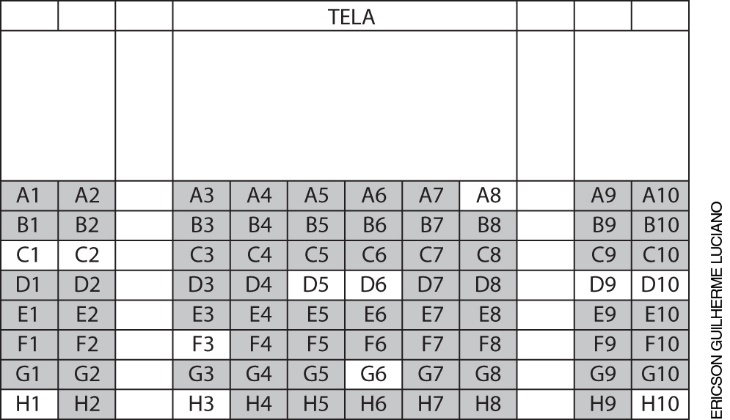 TELA
A1 A2 A3 A4 A5 A6 A7 A8 A9 A10
B1 B2 B3 B4 B5 B6 B7 B8 B9 B10
C1 C2 C3 C4 C5 C6 C7 C8 C9 C10
D1 D2 D3 D4 D5 D6 D7 D8 D9 D10
E1 E2 E3 E4 E5 E6 E7 E8 E9 E10
F1 F2 F3 F4 F5 F6 F7 F8 F9 F10
G1 G2 G3 G4 G5 G6 G7 G8 G9 G10
H1 H2 H3 H4 H5 H6 H7 H8 H9 H10
ERICSON GUILHERME LUCIANO